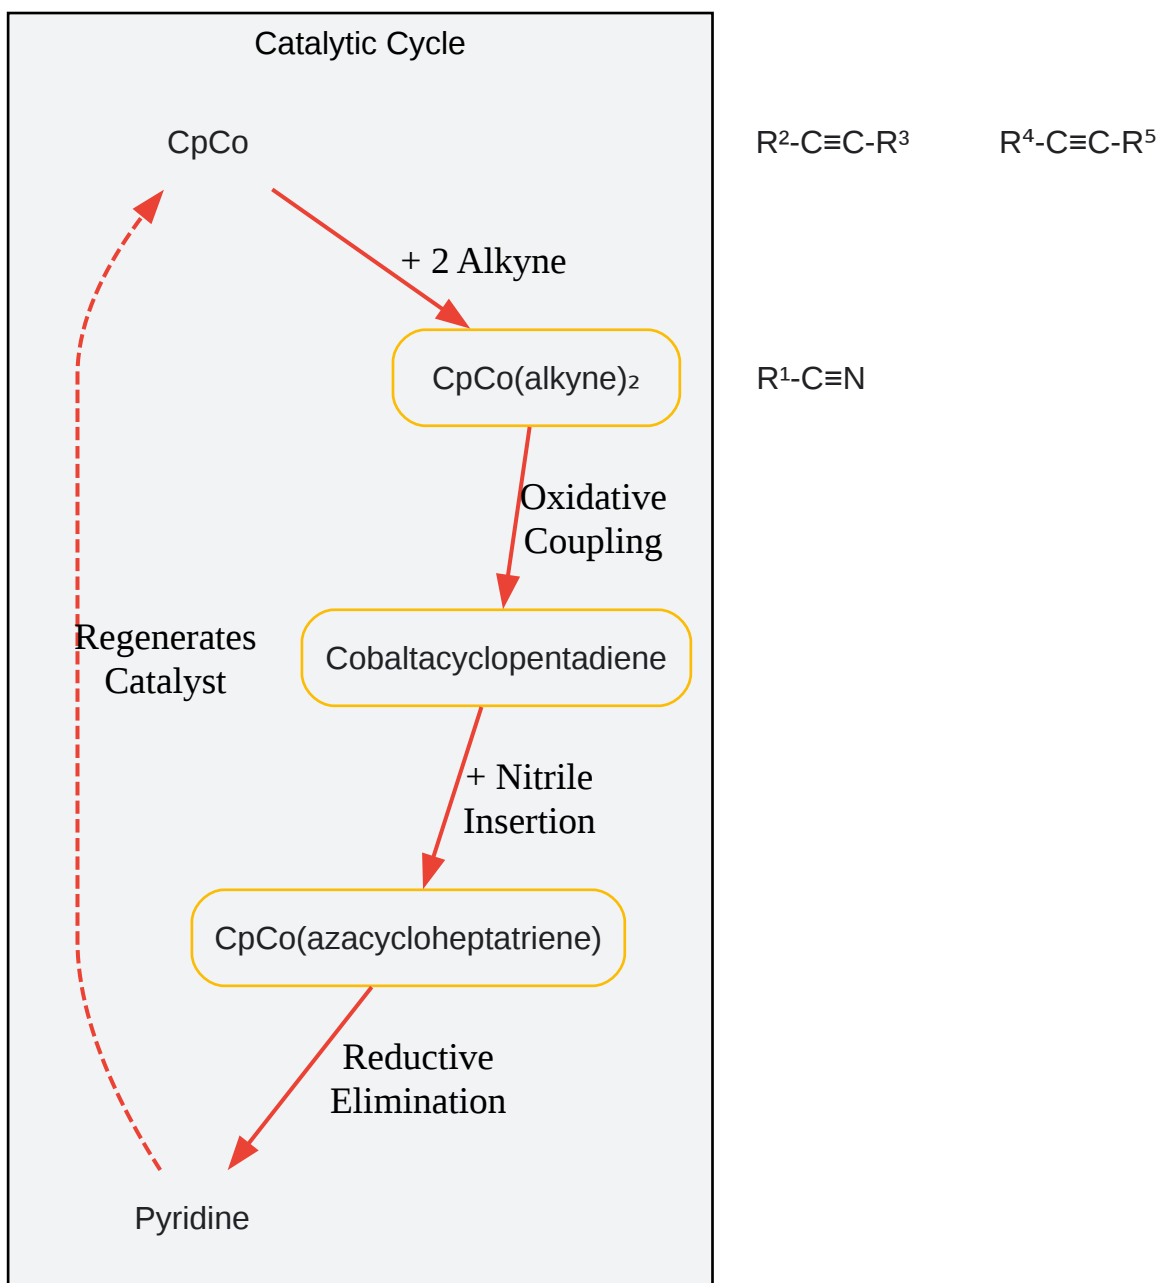 Catalytic Cycle
CpCo
R²-C≡C-R³
R⁴-C≡C-R⁵
+ 2 Alkyne
CpCo(alkyne)₂
R¹-C≡N
Oxidative
Coupling
Cobaltacyclopentadiene
Regenerates
Catalyst
+ Nitrile
Insertion
CpCo(azacycloheptatriene)
Reductive
Elimination
Pyridine